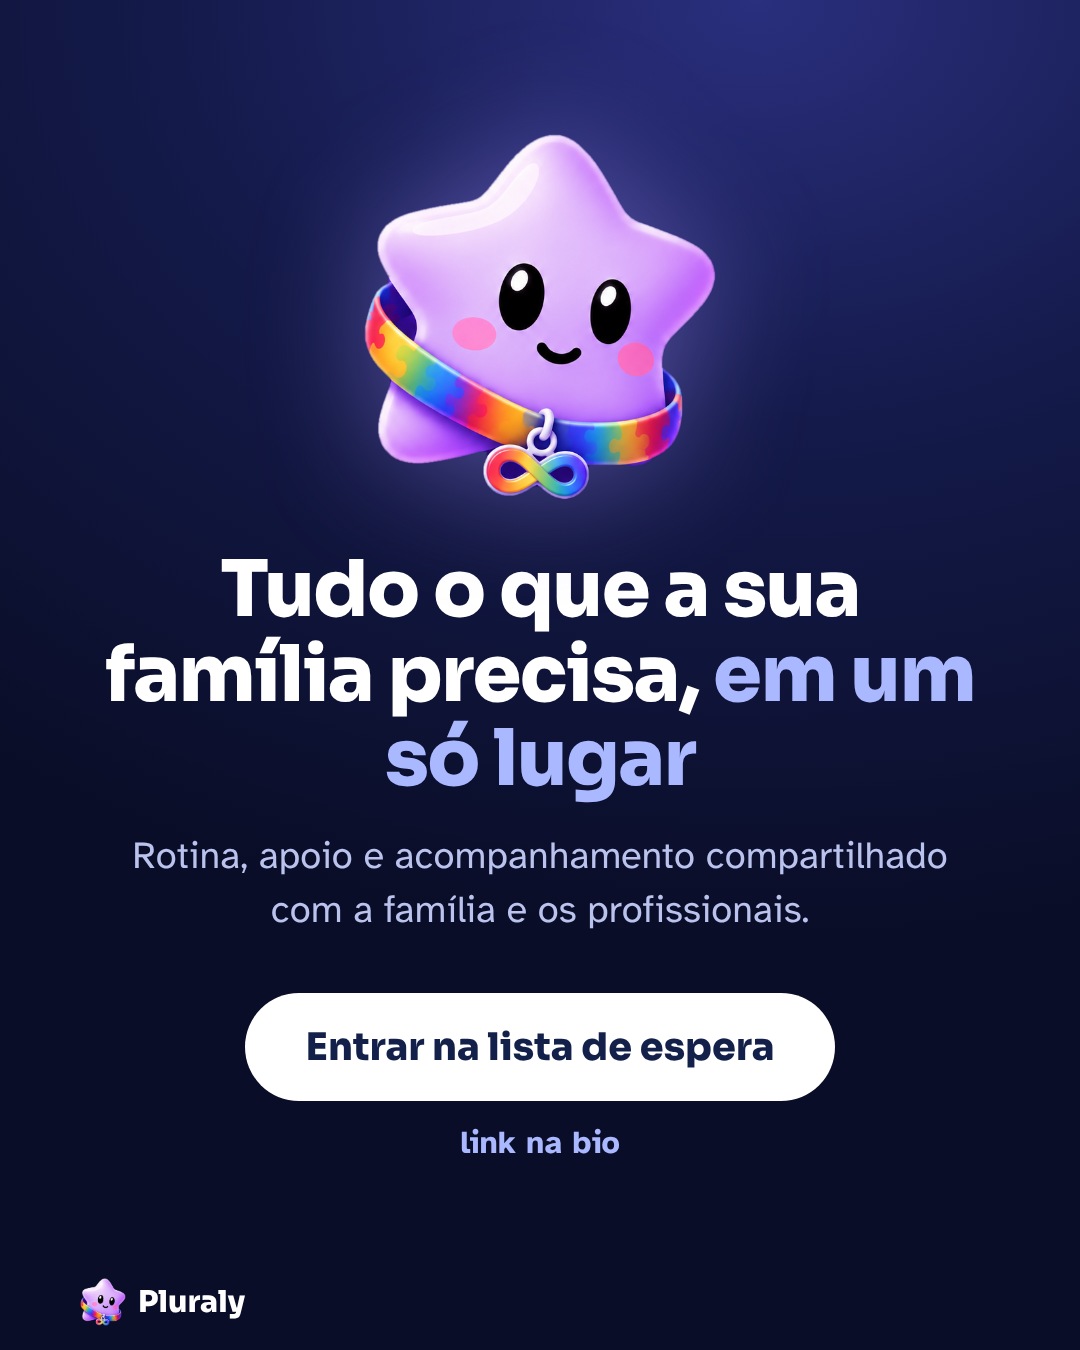 Tudo o que a sua
família precisa, em um
só lugar
Rotina, apoio e acompanhamento compartilhado
com a família e os profissionais.
Entrar na lista de espera
link na bio
Pluraly